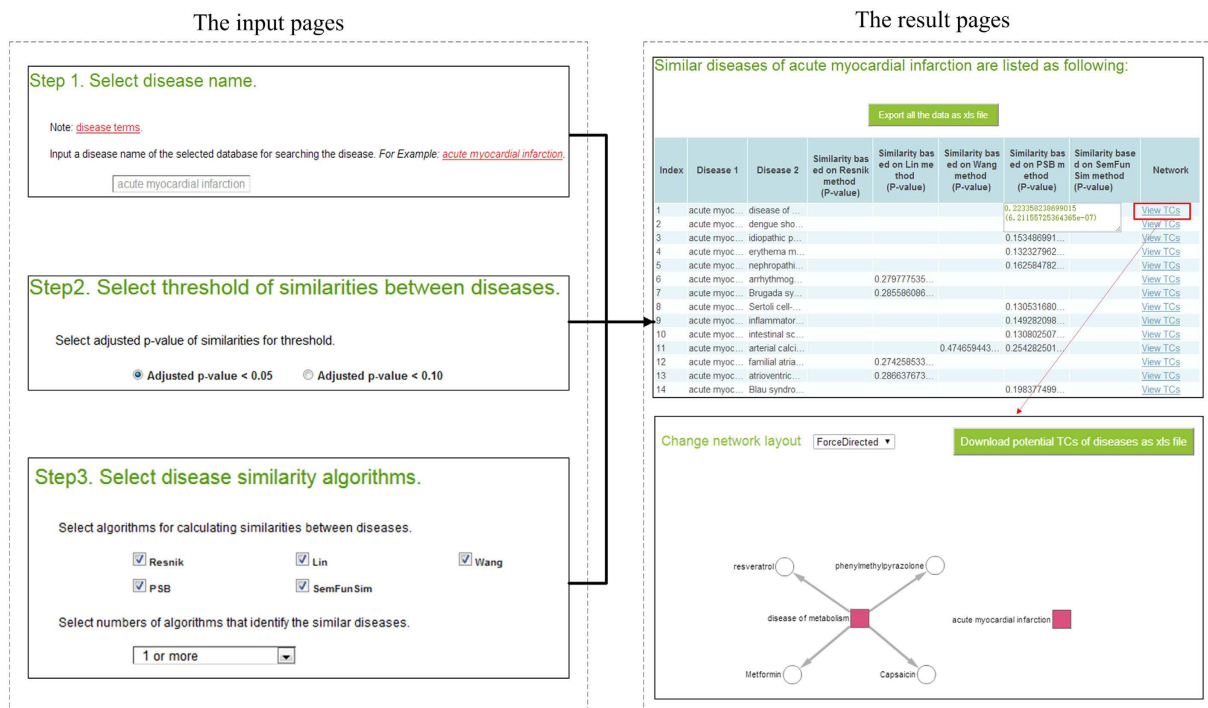 The input pages
Step 1. Select disease name.
Note: disease terms.
Input a disease name of the selected database for searching the disease. For Example: acute myocardial infarction.
acute myocardial infarction
Step2. Select threshold of similarities between diseases.
Select adjusted p-value of similarities for threshold.
Adjusted p-value < 0.05 Adjusted p-value < 0.10
Step3. Select disease similarity algorithms.
Select algorithms for calculating similarities between diseases.
Resnik Lin Wang
PSB SemFunSim
Select numbers of algorithms that identify the similar diseases.
1 or more
The result pages
Similar diseases of acute myocardial infarction are listed as following:
Export all the data as xls file
Index Disease 1 Disease 2 Similarity bas ed on Resnik method (P-value) Similarity bas ed on Lin me thod (P-value) Similarity bas ed on Wang method (P-value) Similarity bas ed on PSB m ethod (P-value) Similarity base d on SemFun Sim method (P-value) Network
1 acute myoc... disease of ... 0.223358238699015 View TCs
(6.21155725364365e-07)
2 acute myoc... dengue sho... View TCs
3 acute myoc... idiopathic p... 0.153486991... View TCs
4 acute myoc... erythema m... 0.132327962... View TCs
5 acute myoc... nephropathi... 0.162584782... View TCs
6 acute myoc... arrhythmog... 0.279777535... View TCs
7 acute myoc... Brugada sy... 0.285586086... View TCs
8 acute myoc... Sertoli cell-... 0.130531680... View TCs
9 acute myoc... inflammator... 0.149282098... View TCs
10 acute myoc... intestinal sc... 0.130802507... View TCs
11 acute myoc... arterial calci... 0.474659443... 0.254282501... View TCs
12 acute myoc... familial atria... 0.274258533... View TCs
13 acute myoc... atrioventric... 0.286637673... View TCs
14 acute myoc... Blau syndro... 0.198377499... View TCs
Change network layout ForceDirected Download potential TCs of diseases as xls file
resveratrol phenylmethylpyrazolone
disease of metabolism acute myocardial infarction
Metformin Capsaicin